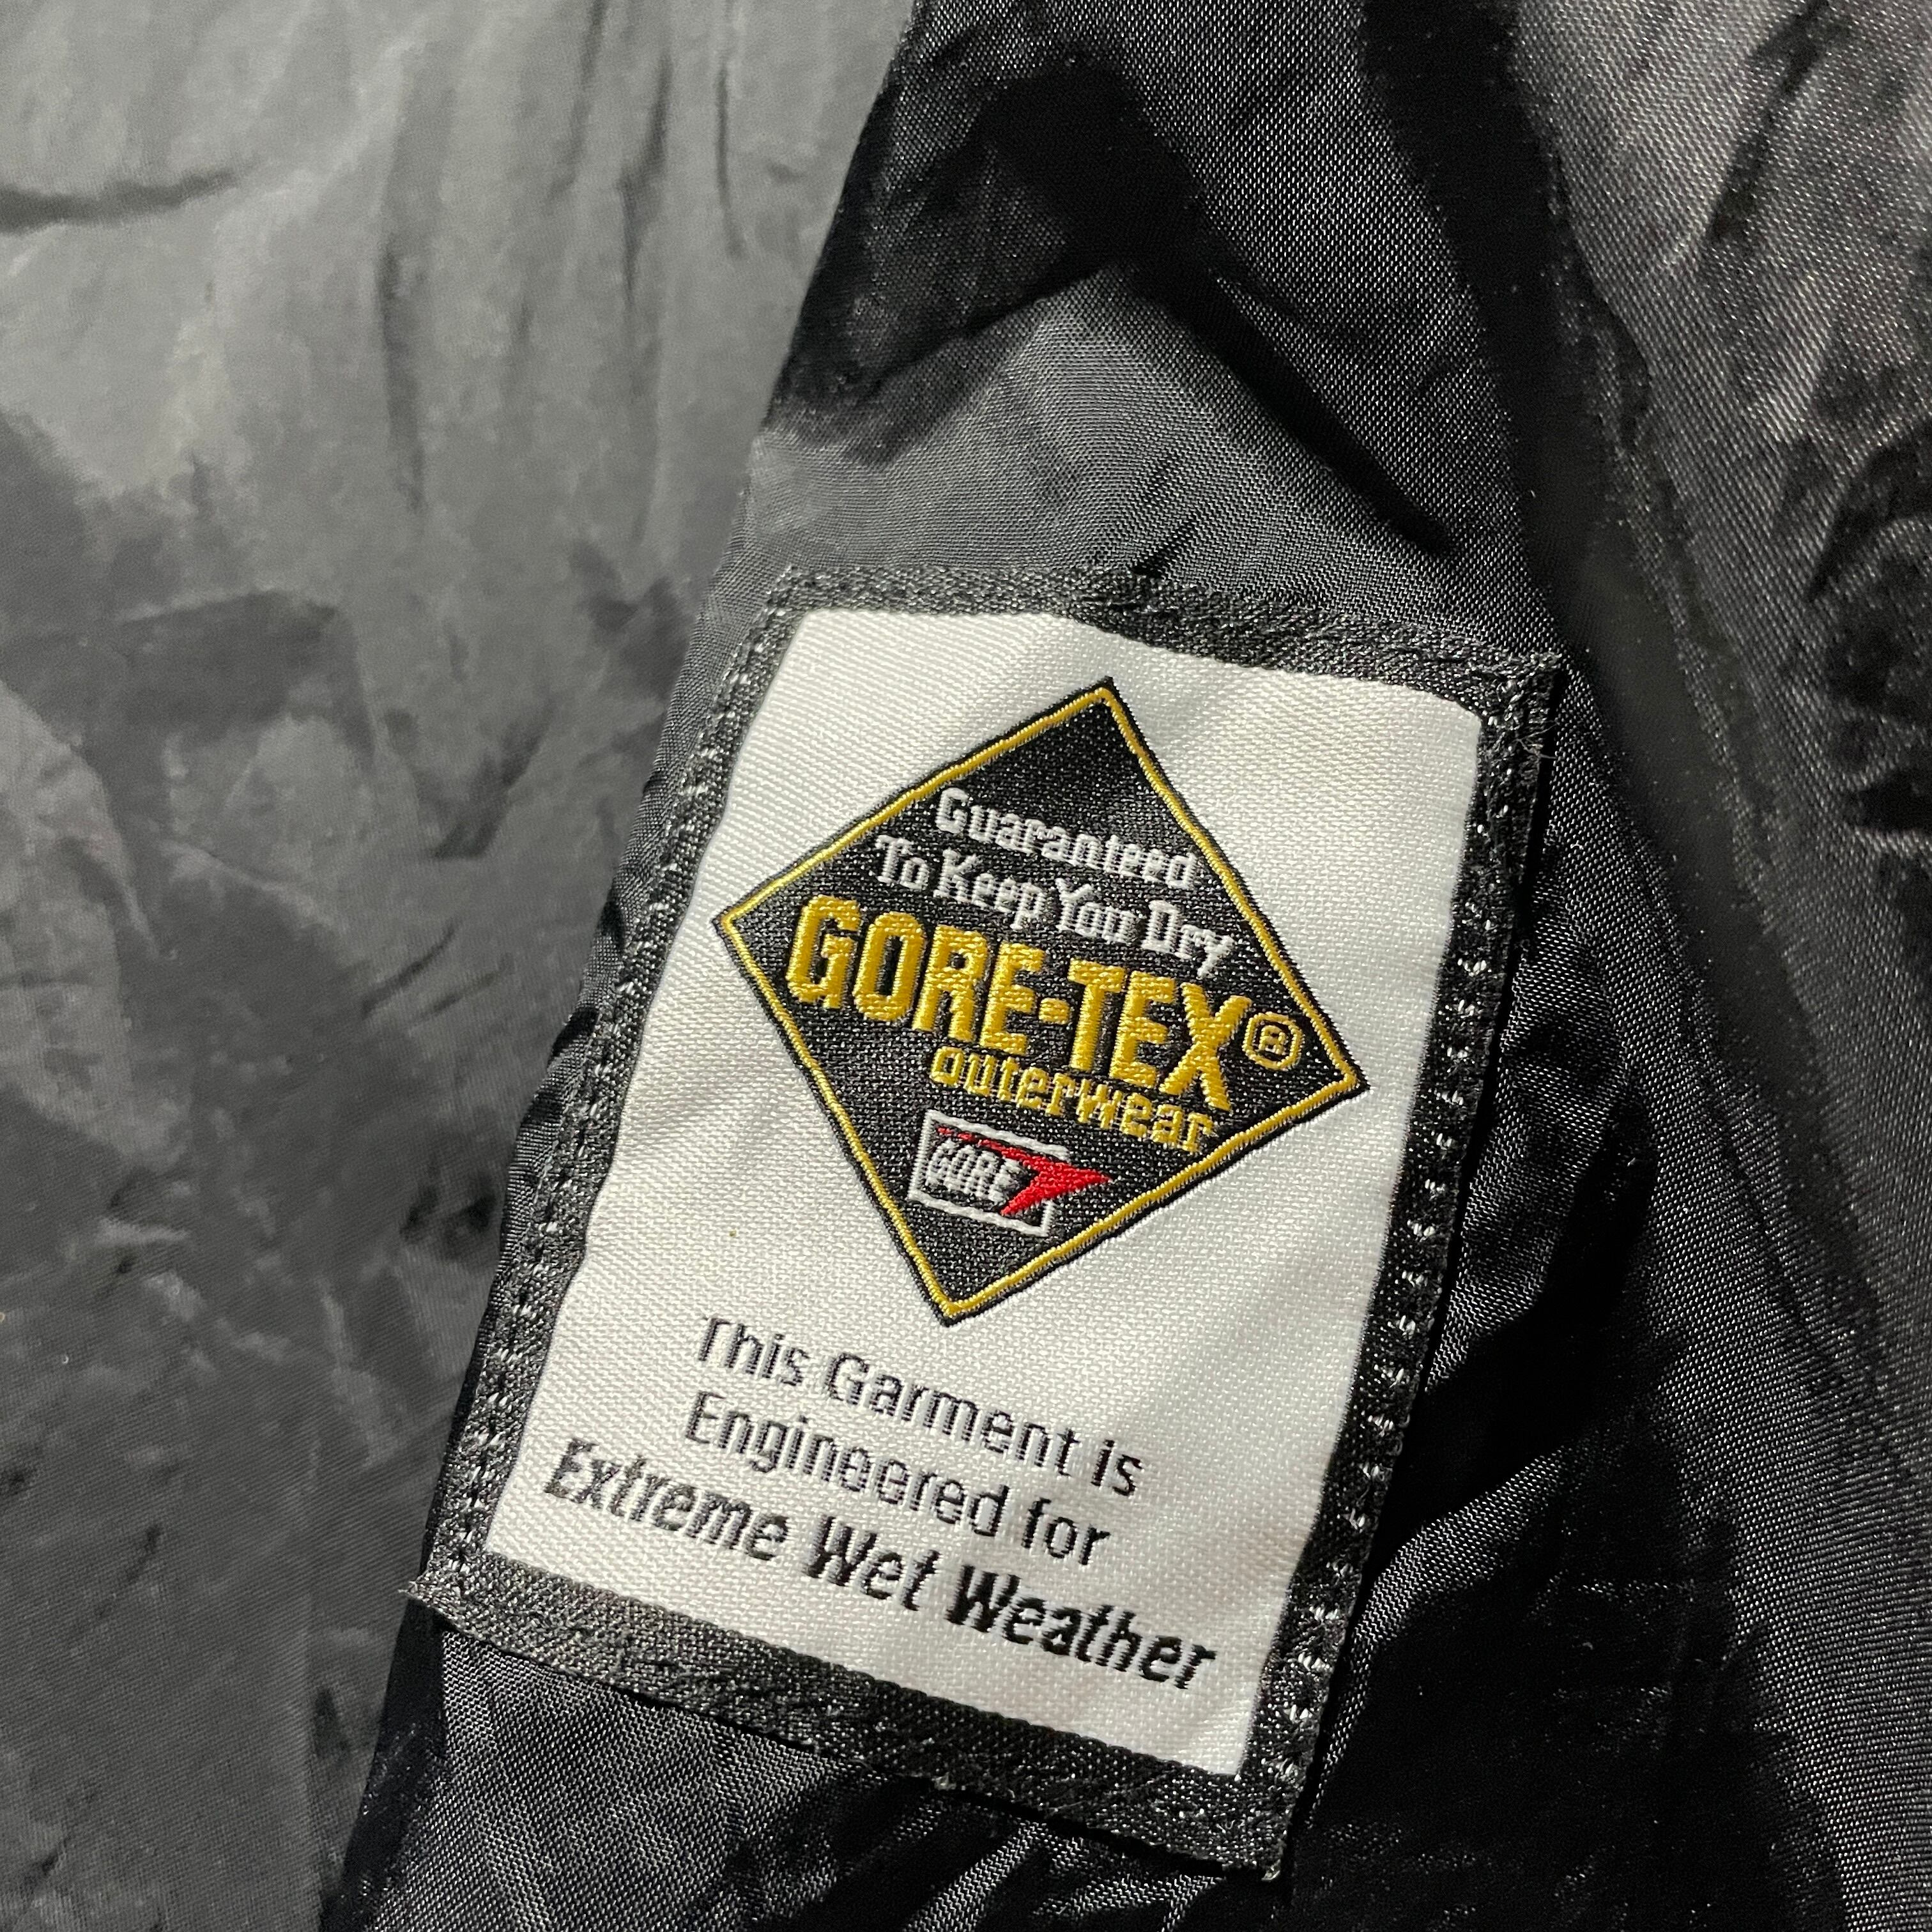 Guaranteed
To Keep You Dry
GORE-TEX®
outerwear
GORE
This Garment is
Engineered for
Extreme Wet Weather